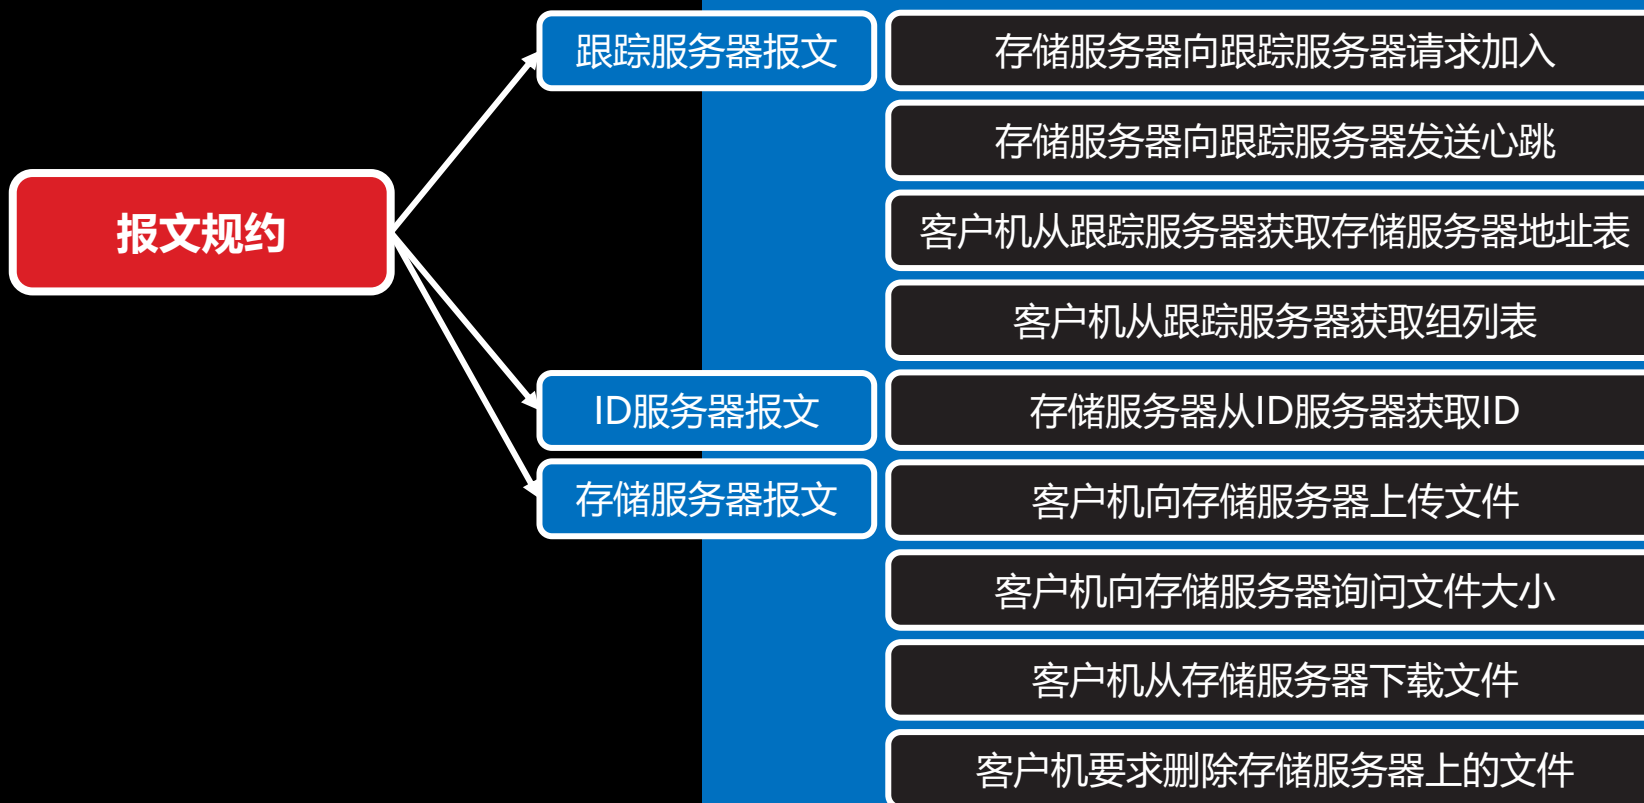 报文规约
跟踪服务器报文
存储服务器向跟踪服务器请求加入
存储服务器向跟踪服务器发送心跳
客户机从跟踪服务器获取存储服务器地址表
客户机从跟踪服务器获取组列表
ID服务器报文
存储服务器从ID服务器获取ID
存储服务器报文
客户机向存储服务器上传文件
客户机向存储服务器询问文件大小
客户机从存储服务器下载文件
客户机要求删除存储服务器上的文件